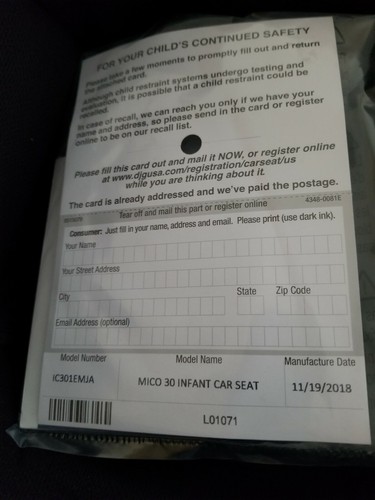 FOR YOUR CHILD'S CONTINUED SAFETY
Please take a few moments to promptly fill out and return
the attached card.
Although child restraint systems undergo testing and
evaluation, it is possible that a child restraint could be
recalled.
In case of recall, we can reach you only if we have your
name and address, so please send in the card or register
online to be on our recall list.
Please fill this card out and mail it NOW, or register online
at www.djgusa.com/registration/carseat/us
while you are thinking about it.
The card is already addressed and we've paid the postage.
Tear off and mail this part or register online
4348-0081E
Consumer: Just fill in your name, address and email. Please print (use dark ink).
Your Name
Your Street Address
City
State
Zip Code
Email Address (optional)
Model Number
Model Name
Manufacture Date
IC301EMJA
MICO 30 INFANT CAR SEAT
11/19/2018
L01071